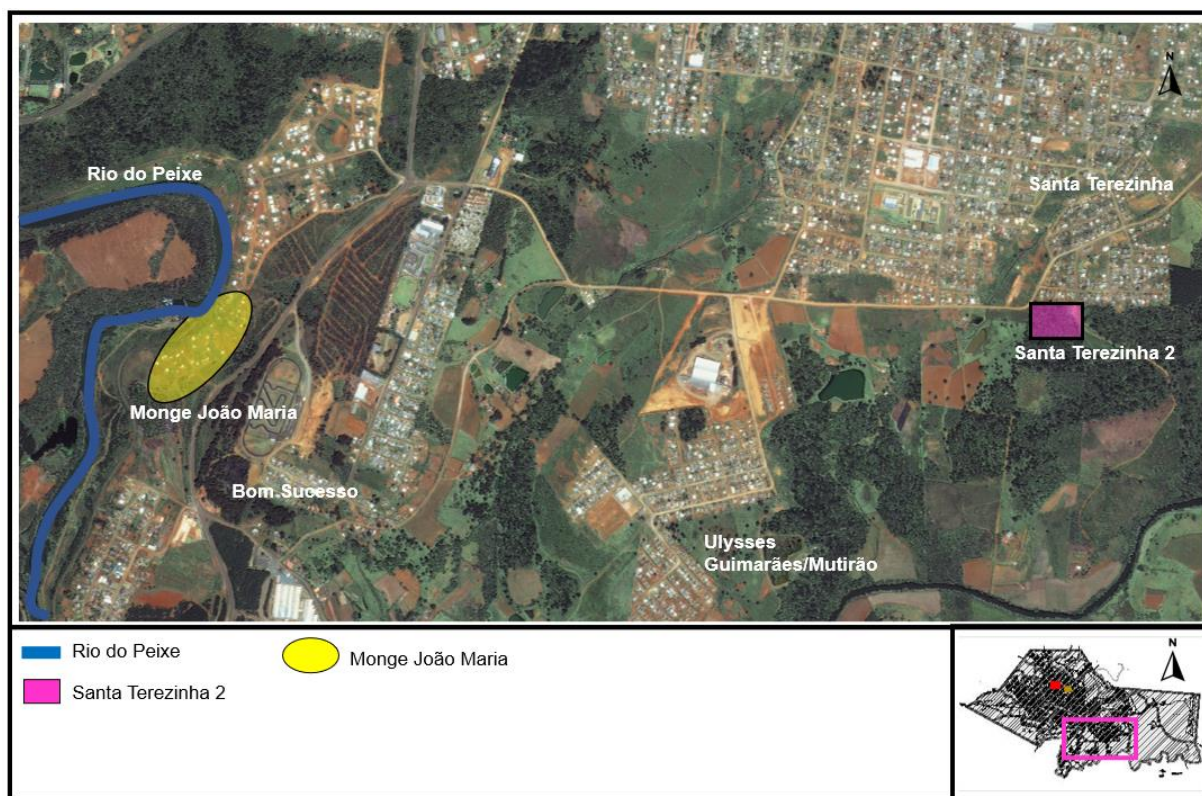 N
Rio do Peixe
Santa Terezinha
Santa Terezinha 2
Monge João Maria
Bom Sucesso
Ulysses
Guimarães/Mutirão
Rio do Peixe
Monge João Maria
Santa Terezinha 2
N